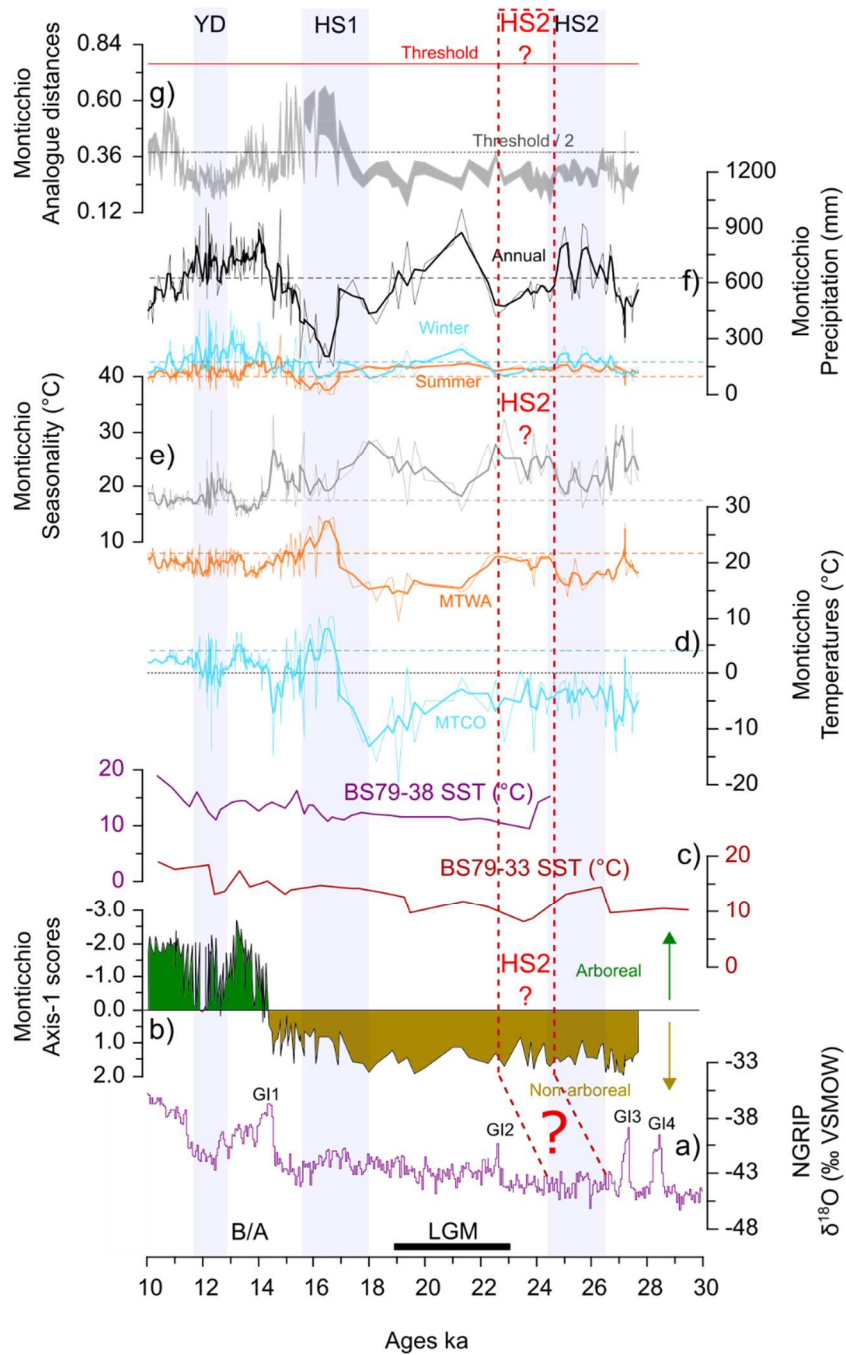 YD
HS1
HS2
?
HS2
Threshold
0.84
0.60
0.36
0.12
Monticchio
Analogue distances
g)
Threshold / 2
1200
900
600
300
0
Monticchio
Precipitation (mm)
f)
Annual
Winter
Summer
40
30
20
10
Monticchio
Seasonality (°C)
e)
HS2
?
30
20
10
0
-10
-20
Monticchio
Temperatures (°C)
d)
MTWA
MTCO
20
10
0
BS79-38 SST (°C)
c)
BS79-33 SST (°C)
20
10
0
-3.0
-2.0
-1.0
0.0
1.0
2.0
Monticchio
Axis-1 scores
b)
HS2
?
Arboreal
Non-arboreal
-33
-38
-43
-48
NGRIP
δ18O (‰ VSMOW)
a)
GI1
GI2
?
GI3
GI4
B/A
LGM
10 12 14 16 18 20 22 24 26 28 30
Ages ka